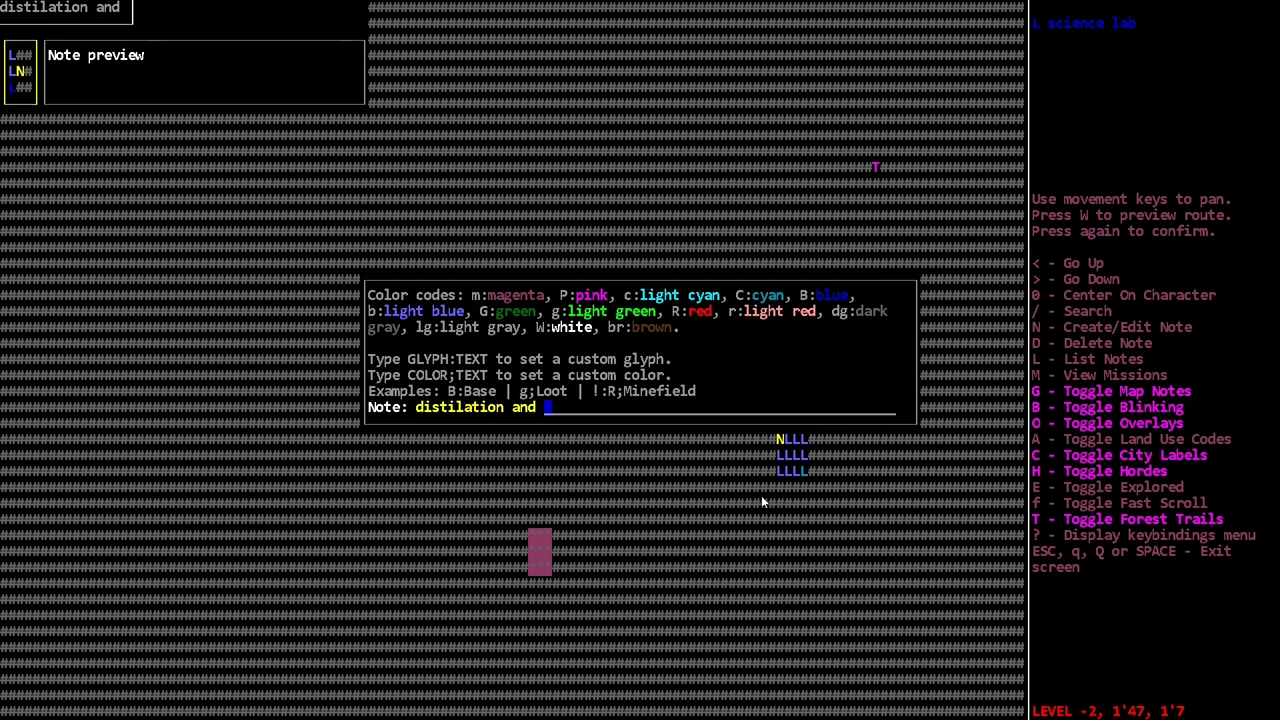 distilation and
L science lab
L##
LN#
L##
Note preview
T
Use movement keys to pan.
Press W to preview route.
Press again to confirm.
< - Go Up
> - Go Down
0 - Center On Character
/ - Search
N - Create/Edit Note
D - Delete Note
L - List Notes
M - View Missions
G - Toggle Map Notes
B - Toggle Blinking
O - Toggle Overlays
A - Toggle Land Use Codes
C - Toggle City Labels
H - Toggle Hordes
E - Toggle Explored
f - Toggle Fast Scroll
T - Toggle Forest Trails
? - Display keybindings menu
ESC, q, Q or SPACE - Exit
screen
Color codes: m:magenta, P:pink, c:light cyan, C:cyan, B:blue,
b:light blue, G:green, g:light green, R:red, r:light red, dg:dark
gray, lg:light gray, W:white, br:brown.
Type GLYPH:TEXT to set a custom glyph.
Type COLOR;TEXT to set a custom color.
Examples: B:Base | g;Loot | !:R;Minefield
Note: distilation and
NLLL
LLLL
LLLL
LEVEL -2, 1'47, 1'7